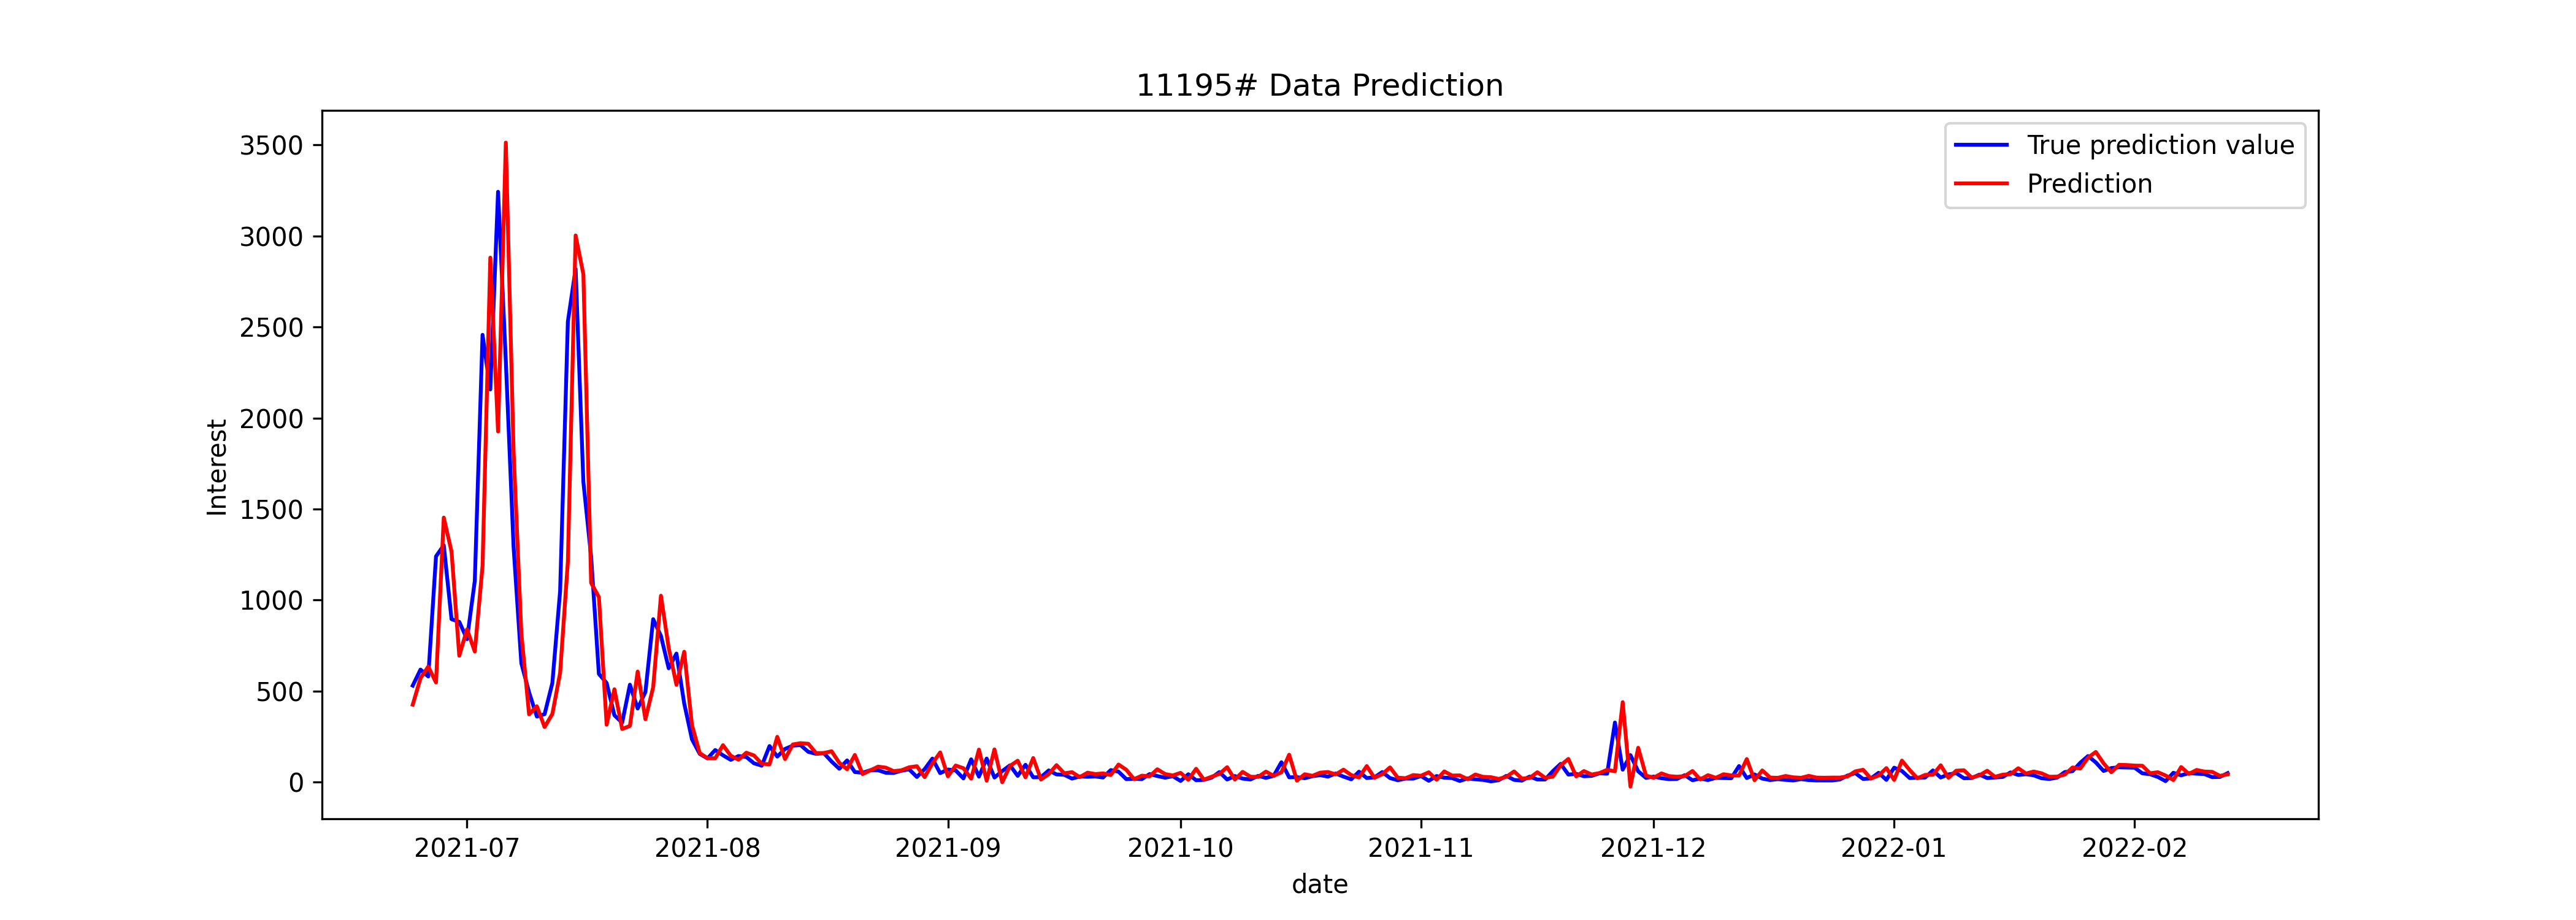 11195# Data Prediction
True prediction value
Prediction
3500
3000
2500
2000
1500
1000
500
0
Interest
2021-07 2021-08 2021-09 2021-10 2021-11 2021-12 2022-01 2022-02
date